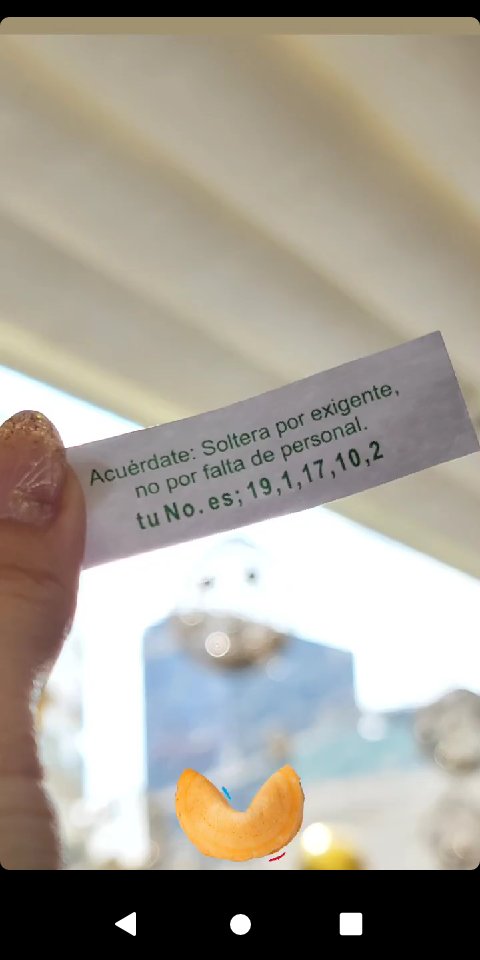 Acuérdate: Soltera por exigente,
no por falta de personal.
tu No. es; 19,1,17,10,2